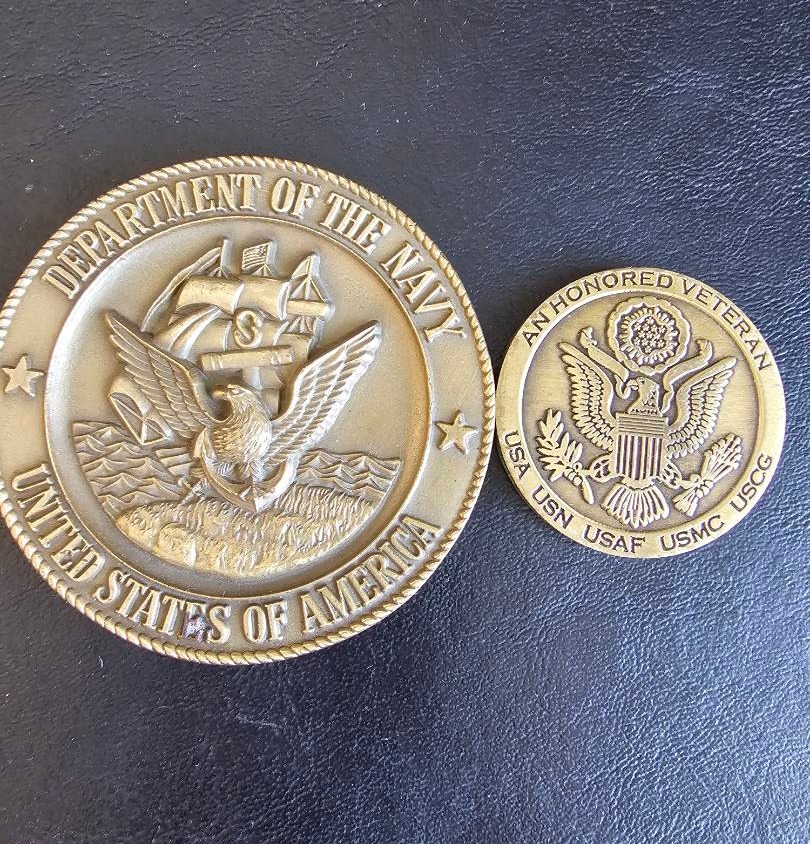 DEPARTMENT OF THE NAVY
UNITED STATES OF AMERICA
AN HONORED VETERAN
USA USN USAF USMC USCG